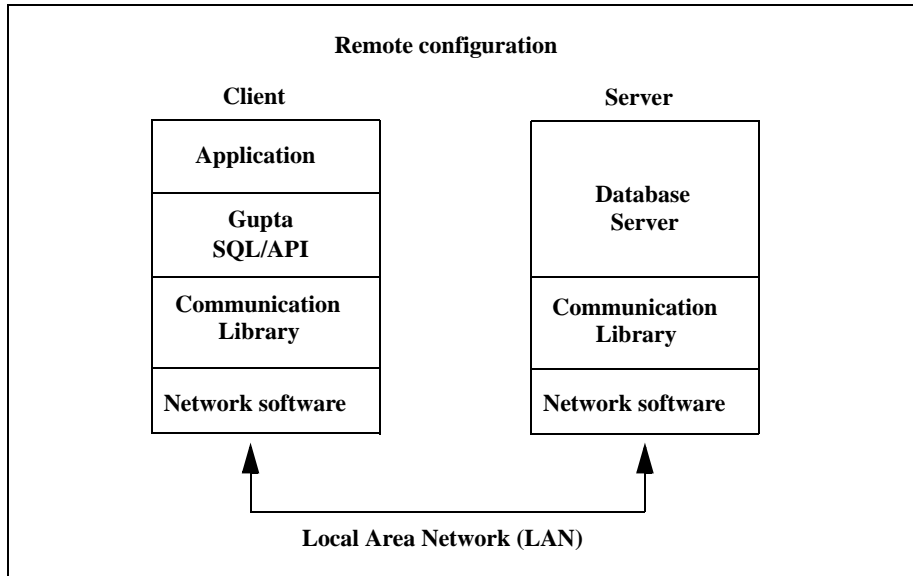 Remote configuration
Client
Application
Gupta
SQL/API
Communication
Library
Network software
Server
Database
Server
Communication
Library
Network software
Local Area Network (LAN)